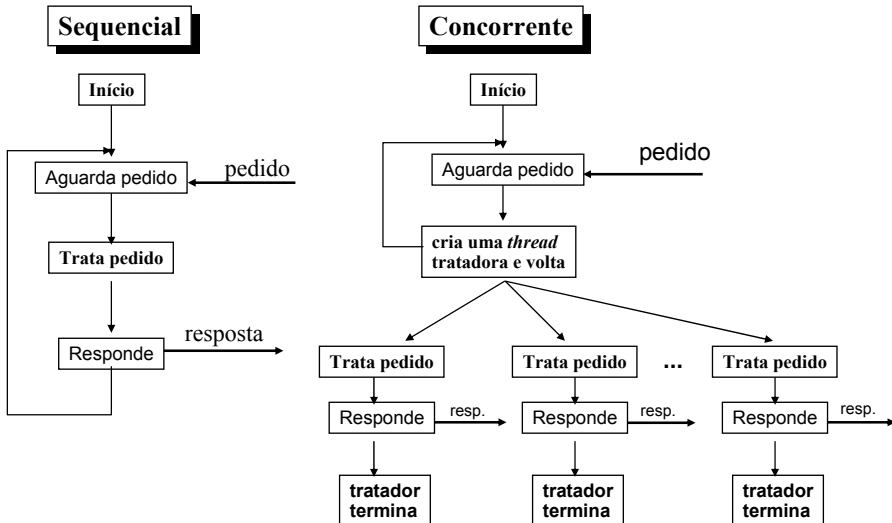 Sequencial
Início
Aguarda pedido
pedido
Trata pedido
Responde
resposta
Concorrente
Início
Aguarda pedido
pedido
cria uma thread
tratadora e volta
Trata pedido
Trata pedido
...
Trata pedido
Responde
resp.
Responde
resp.
Responde
resp.
tratador
termina
tratador
termina
tratador
termina